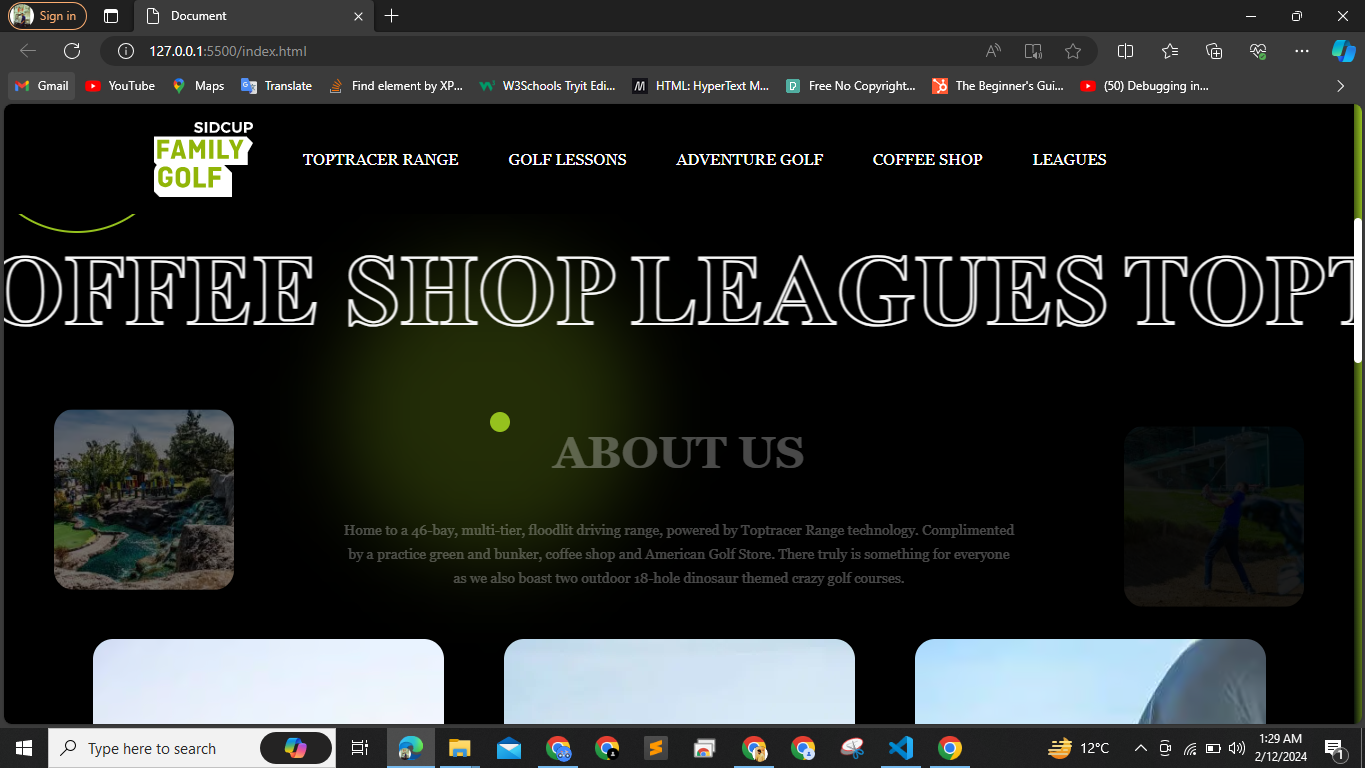 Sign in
Document
127.0.0.1:5500/index.html
Gmail
YouTube
Maps
Translate
Find element by XP...
W3Schools Tryit Edi...
HTML: HyperText M...
Free No Copyright...
The Beginner's Gui...
(50) Debugging in...
SIDCUP
FAMILY
GOLF
TOPTRACER RANGE
GOLF LESSONS
ADVENTURE GOLF
COFFEE SHOP
LEAGUES
OFFEE SHOP LEAGUES TOPT
ABOUT US
Home to a 46-bay, multi-tier, floodlit driving range, powered by Toptracer Range technology. Complimented
by a practice green and bunker, coffee shop and American Golf Store. There truly is something for everyone
as we also boast two outdoor 18-hole dinosaur themed crazy golf courses.
Type here to search
12°C
1:29 AM
2/12/2024
1